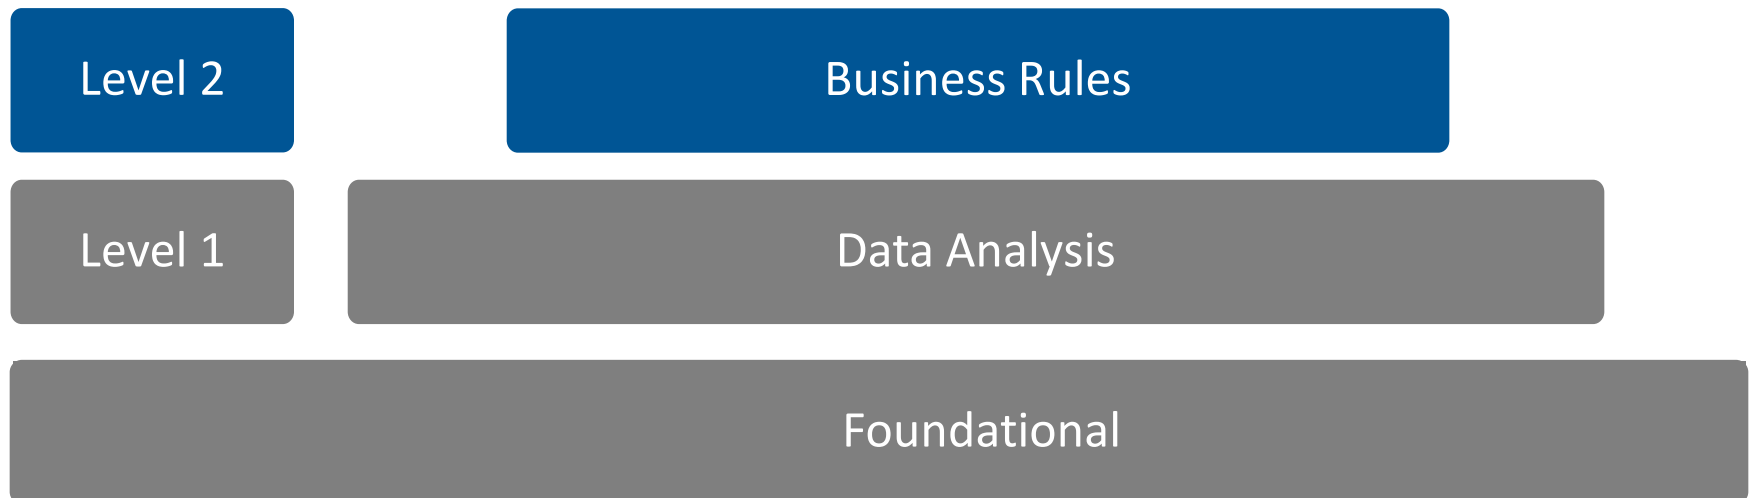 Level 2
Business Rules
Level 1
Data Analysis
Foundational